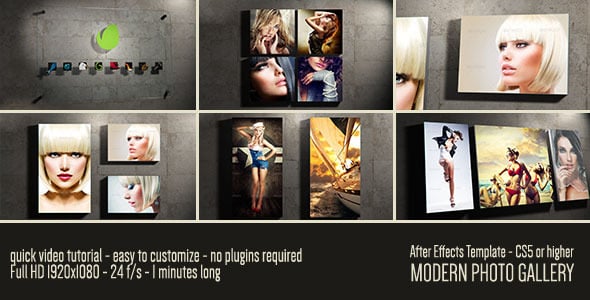 quick video tutorial - easy to customize - no plugins required
Full HD 1920x1080 - 24 f/s - 1 minutes long
After Effects Template - CS5 or higher
MODERN PHOTO GALLERY